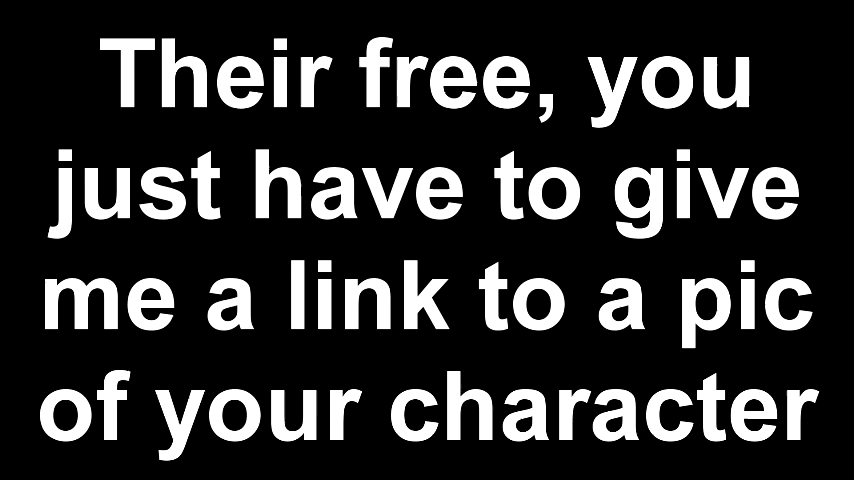 Their free, you
just have to give
me a link to a pic
of your character